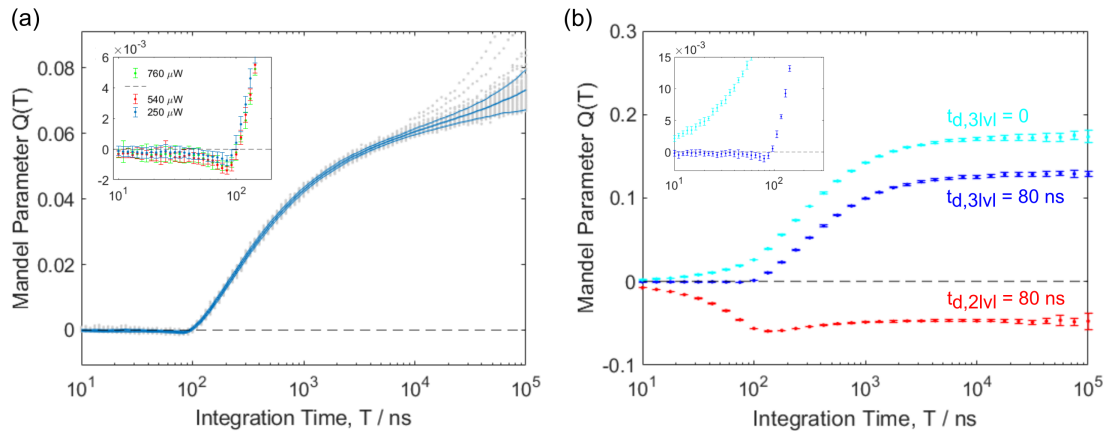 (a)
Mandel Parameter Q(T)
0.08
0.06
0.04
0.02
0
×10⁻³
6
4
2
0
-2
760 μW
540 μW
250 μW
10¹
10²
10¹
10²
10³
10⁴
10⁵
Integration Time, T / ns
(b)
Mandel Parameter Q(T)
0.3
0.2
0.1
0
-0.1
×10⁻³
15
10
5
0
10¹
10²
t_d,3lvl = 0
t_d,3lvl = 80 ns
t_d,2lvl = 80 ns
10¹
10²
10³
10⁴
10⁵
Integration Time, T / ns